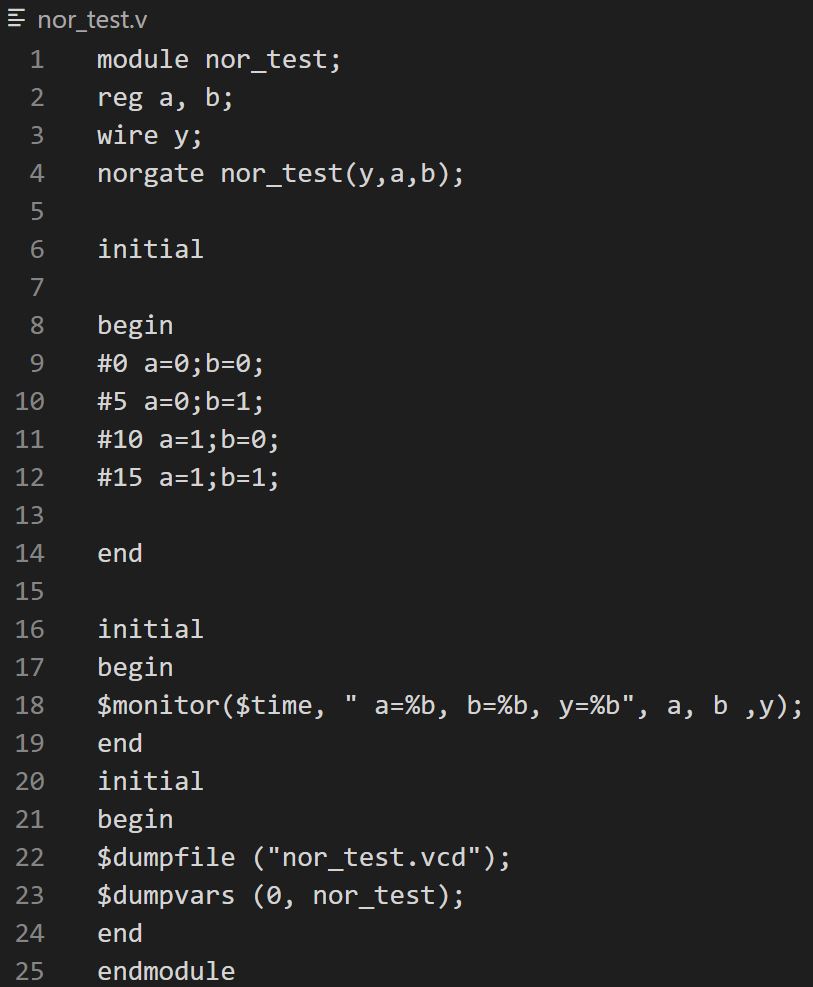 nor_test.v
1 module nor_test;
2 reg a, b;
3 wire y;
4 norgate nor_test(y,a,b);
5
6 initial
7
8 begin
9 #0 a=0;b=0;
10 #5 a=0;b=1;
11 #10 a=1;b=0;
12 #15 a=1;b=1;
13
14 end
15
16 initial
17 begin
18 $monitor($time, " a=%b, b=%b, y=%b", a, b ,y);
19 end
20 initial
21 begin
22 $dumpfile ("nor_test.vcd");
23 $dumpvars (0, nor_test);
24 end
25 endmodule